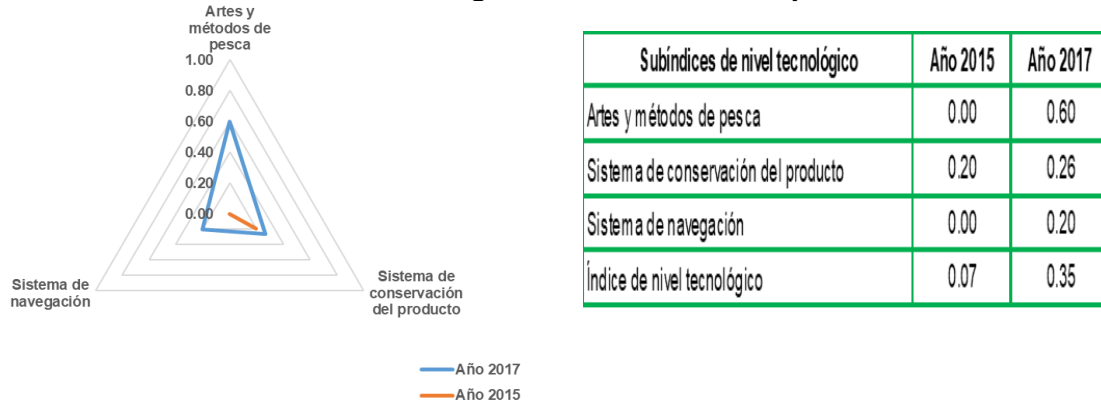 Artes y
métodos de
pesca
1.00
0.80
0.60
0.40
0.20
0.00
Sistema de
navegación
Sistema de
conservación
del producto
Año 2017
Año 2015
Subíndices de nivel tecnológico Año 2015 Año 2017
Artes y métodos de pesca 0.00 0.60
Sistema de conservación del producto 0.20 0.26
Sistema de navegación 0.00 0.20
Índice de nivel tecnológico 0.07 0.35